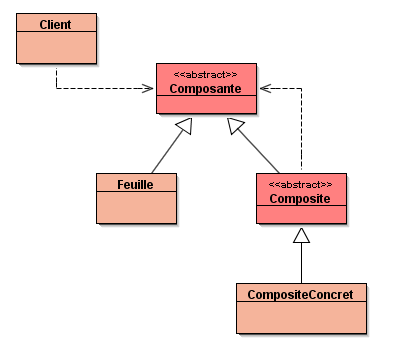 Client
<<abstract>>
Composante
Feuille
<<abstract>>
Composite
CompositeConcret